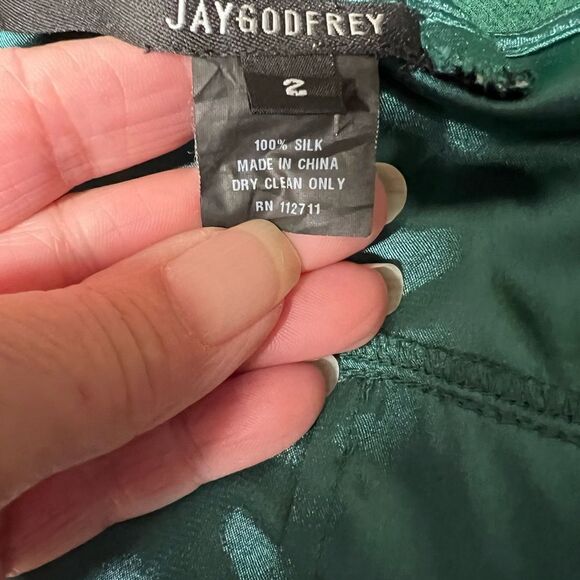 JAYGODFREY
2
100% SILK
MADE IN CHINA
DRY CLEAN ONLY
RN 112711